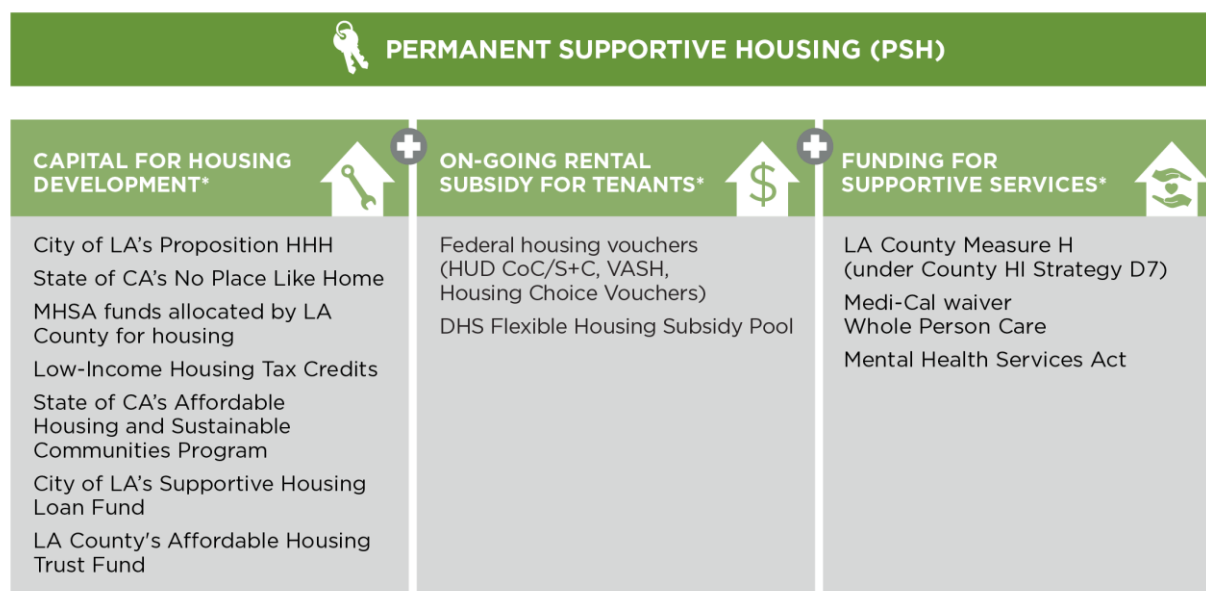 PERMANENT SUPPORTIVE HOUSING (PSH)
CAPITAL FOR HOUSING
DEVELOPMENT*
City of LA’s Proposition HHH
State of CA’s No Place Like Home
MHSA funds allocated by LA
County for housing
Low-Income Housing Tax Credits
State of CA’s Affordable
Housing and Sustainable
Communities Program
City of LA’s Supportive Housing
Loan Fund
LA County's Affordable Housing
Trust Fund
ON-GOING RENTAL
SUBSIDY FOR TENANTS*
$
Federal housing vouchers
(HUD CoC/S+C, VASH,
Housing Choice Vouchers)
DHS Flexible Housing Subsidy Pool
FUNDING FOR
SUPPORTIVE SERVICES*
LA County Measure H
(under County HI Strategy D7)
Medi-Cal waiver
Whole Person Care
Mental Health Services Act